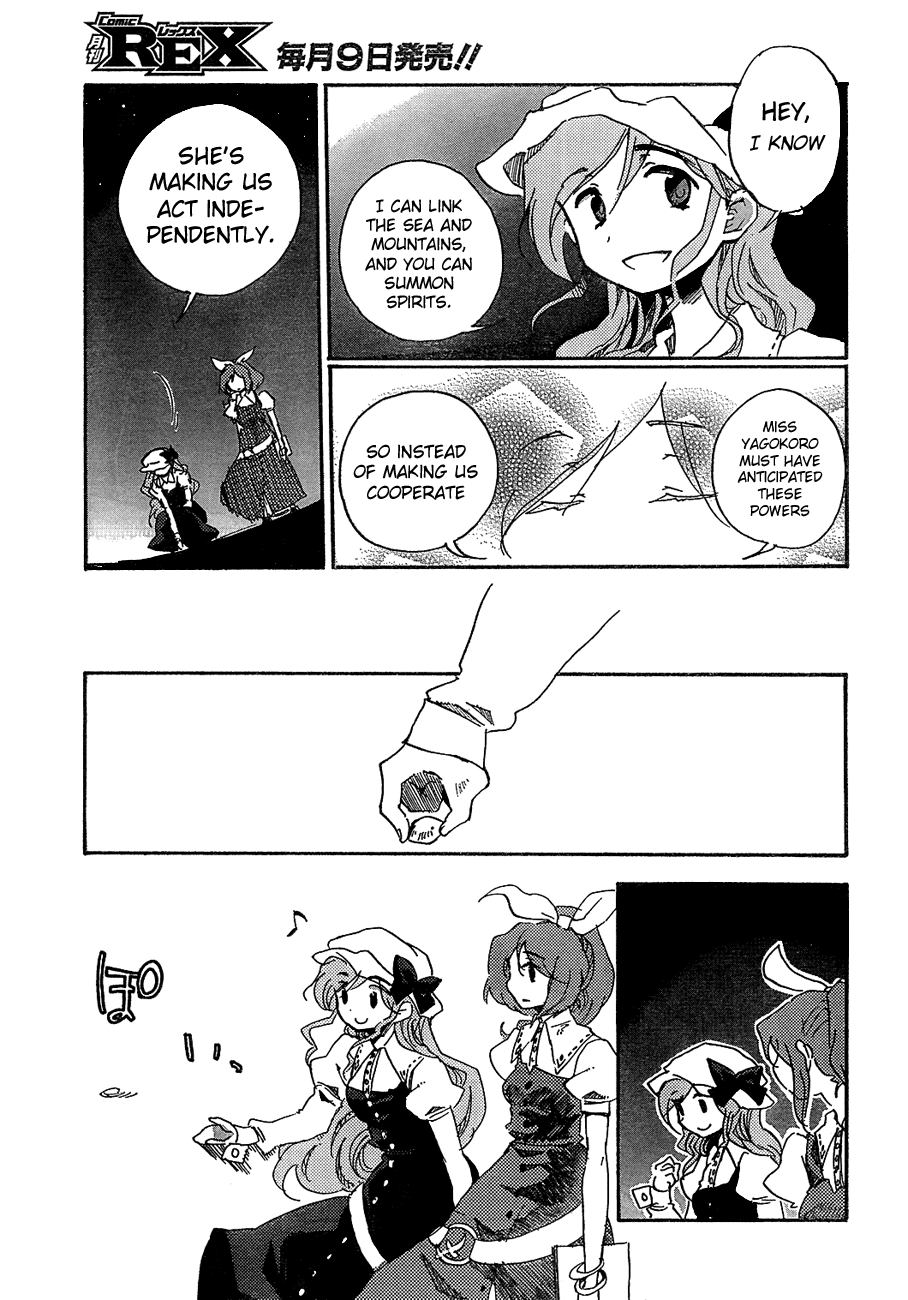 Comic
月刊
レックス
REX
毎月9日発売!!
HEY,
I KNOW
I CAN LINK
THE SEA AND
MOUNTAINS,
AND YOU CAN
SUMMON
SPIRITS.
MISS
YAGOKORO
MUST HAVE
ANTICIPATED
THESE
POWERS
SO INSTEAD
OF MAKING US
COOPERATE
SHE'S
MAKING US
ACT INDE-
PENDENTLY.
ぽい